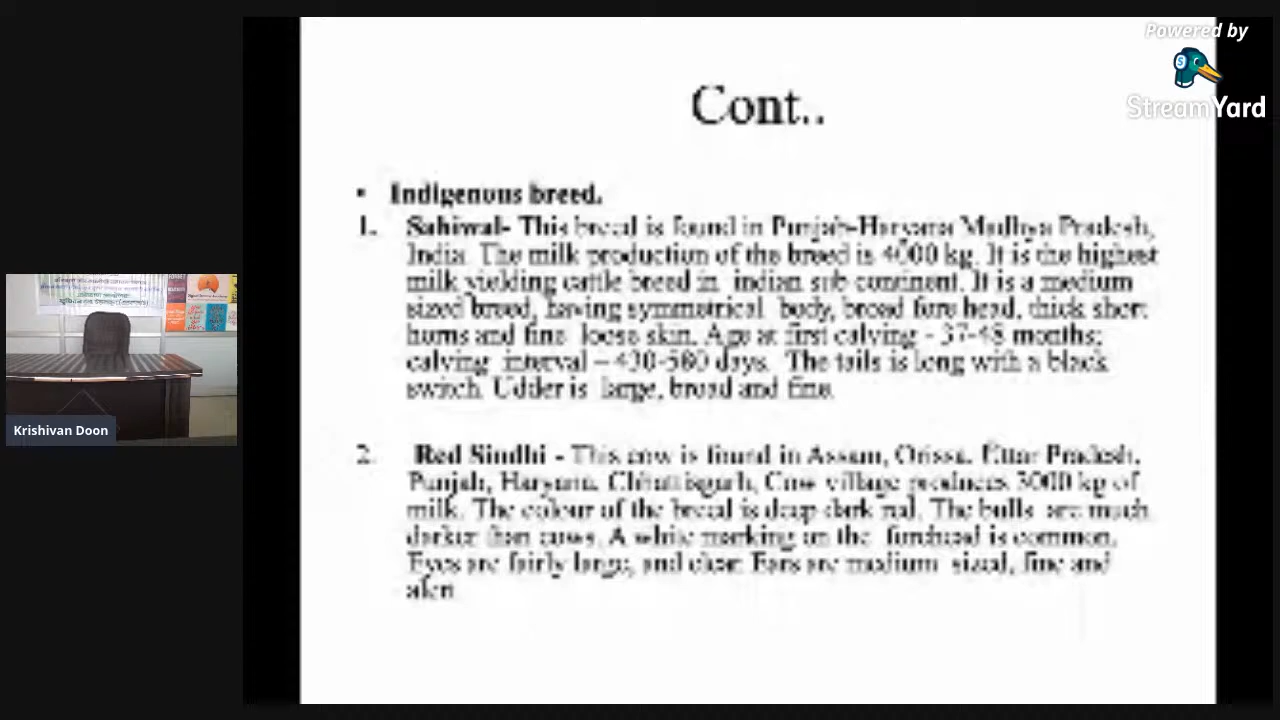 Powered by
StreamYard
Cont..
• Indigenous breed.
1. Sahiwal- This breed is found in Punjab-Haryana Madhya Pradesh,
India. The milk production of the breed is 4000 kg. It is the highest
milk yielding cattle breed in indian sub continent. It is a medium
sized breed, having symmetrical body, broad fore head, thick short
horns and fine loose skin. Age at first calving - 37-48 months;
calving interval – 430-580 days. The tails is long with a black
switch. Udder is large, broad and fine.
2. Red Sindhi - This cow is found in Assam, Orissa, Uttar Pradesh,
Punjab, Haryana, Chhattisgarh, Cow village produces 3000 kg of
milk. The colour of the breed is deep dark red. The bulls are much
darker than cows. A white marking on the forehead is common.
Eyes are fairly large, and clear. Ears are medium sized, fine and
alert
Krishivan Doon